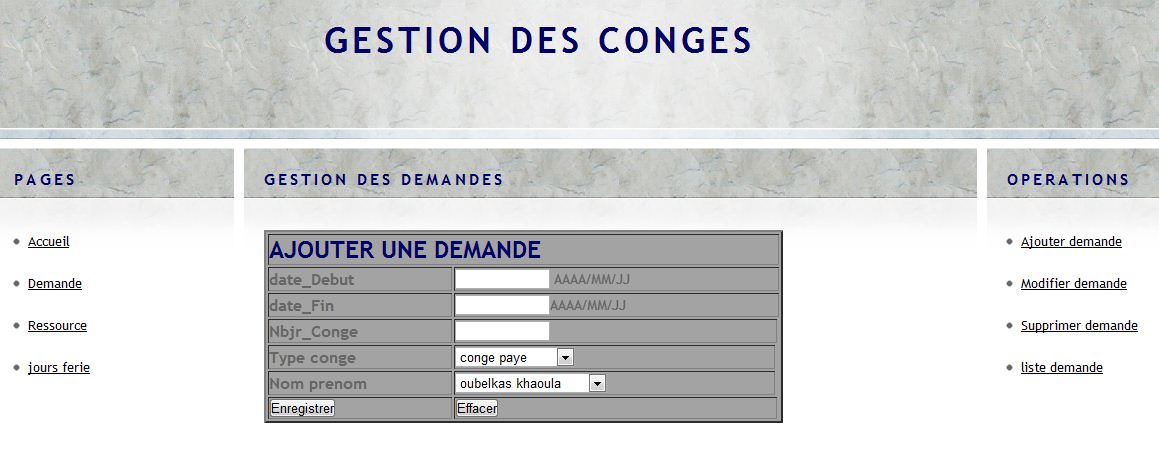 GESTION DES CONGES
PAGES
Accueil
Demande
Ressource
jours ferie
GESTION DES DEMANDES
AJOUTER UNE DEMANDE
date_Debut AAAA/MM/JJ
date_Fin AAAA/MM/JJ
Nbjr_Conge
Type conge conge paye
Nom prenom oubelkas khaoula
Enregistrer Effacer
OPERATIONS
Ajouter demande
Modifier demande
Supprimer demande
liste demande